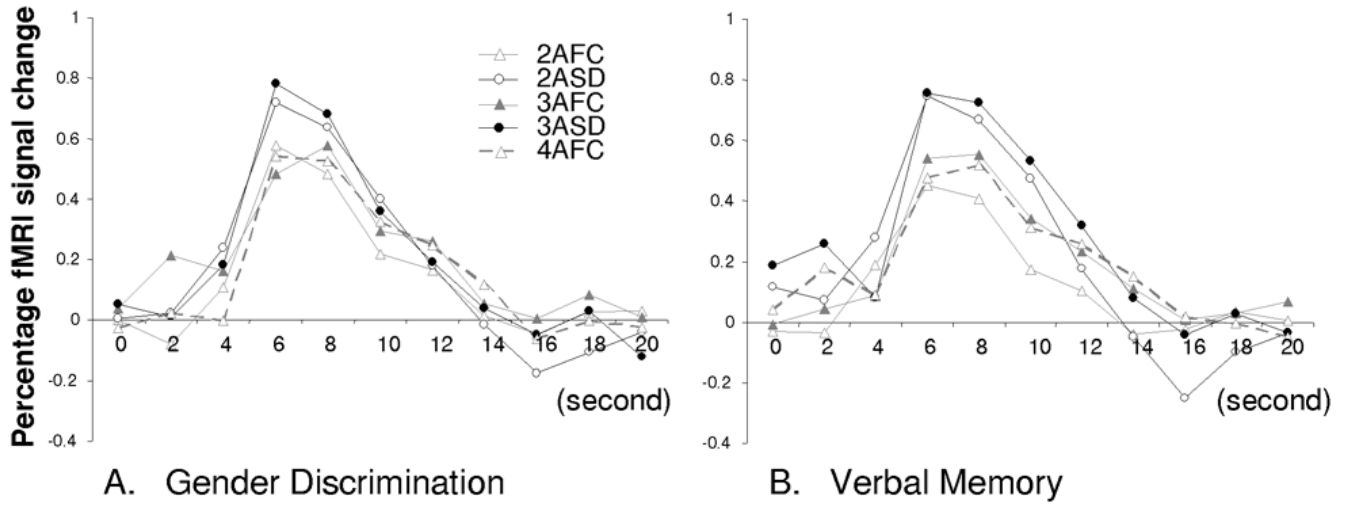 Percentage fMRI signal change
1
0.8
0.6
0.4
0.2
0
-0.2
-0.4
0 2 4 6 8 10 12 14 16 18 20
(second)
2AFC
2ASD
3AFC
3ASD
4AFC
A. Gender Discrimination
1
0.8
0.6
0.4
0.2
0
-0.2
-0.4
0 2 4 6 8 10 12 14 16 18 20
(second)
B. Verbal Memory